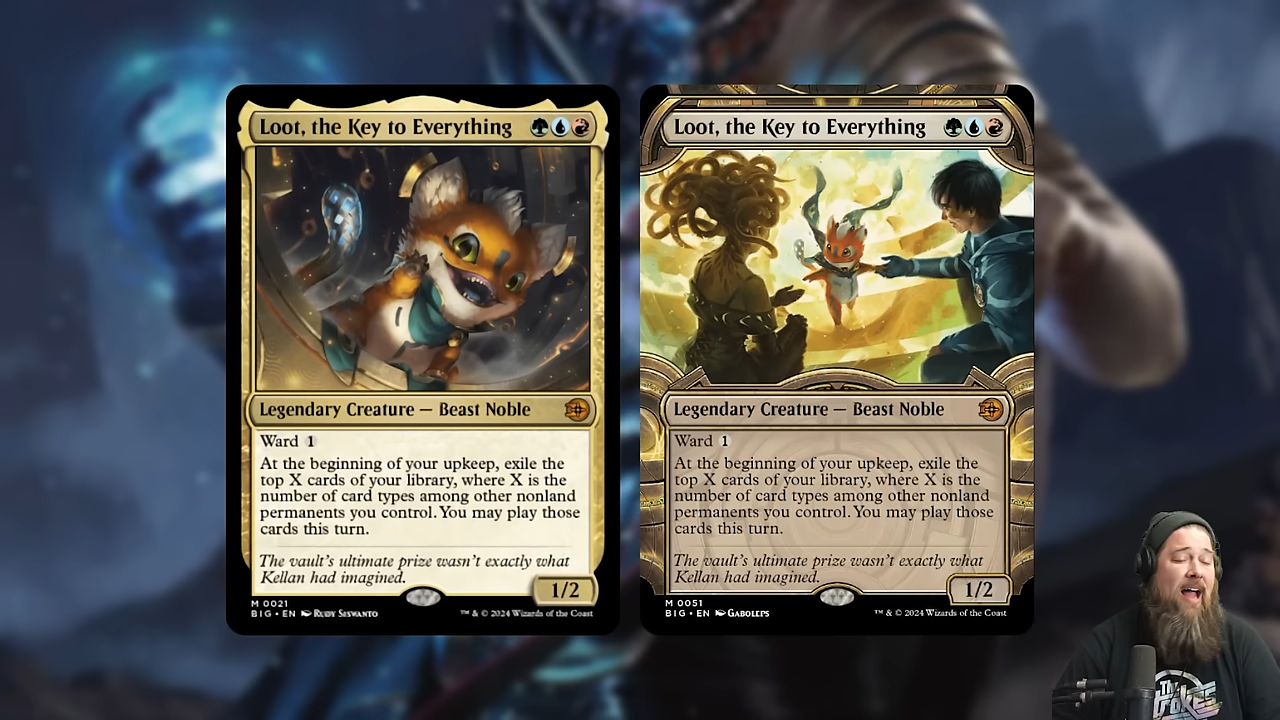 Loot, the Key to Everything
Legendary Creature — Beast Noble
Ward 1
At the beginning of your upkeep, exile the
top X cards of your library, where X is the
number of card types among other nonland
permanents you control. You may play those
cards this turn.
The vault's ultimate prize wasn't exactly what
Kellan had imagined.
1/2
M 0021
BIG • EN Rudy Siswanto
™ & © 2024 Wizards of the Coast
Loot, the Key to Everything
Legendary Creature — Beast Noble
Ward 1
At the beginning of your upkeep, exile the
top X cards of your library, where X is the
number of card types among other nonland
permanents you control. You may play those
cards this turn.
The vault's ultimate prize wasn't exactly what
Kellan had imagined.
1/2
M 0051
BIG • EN Gaboleps
™ & © 2024 Wizards of the Coast